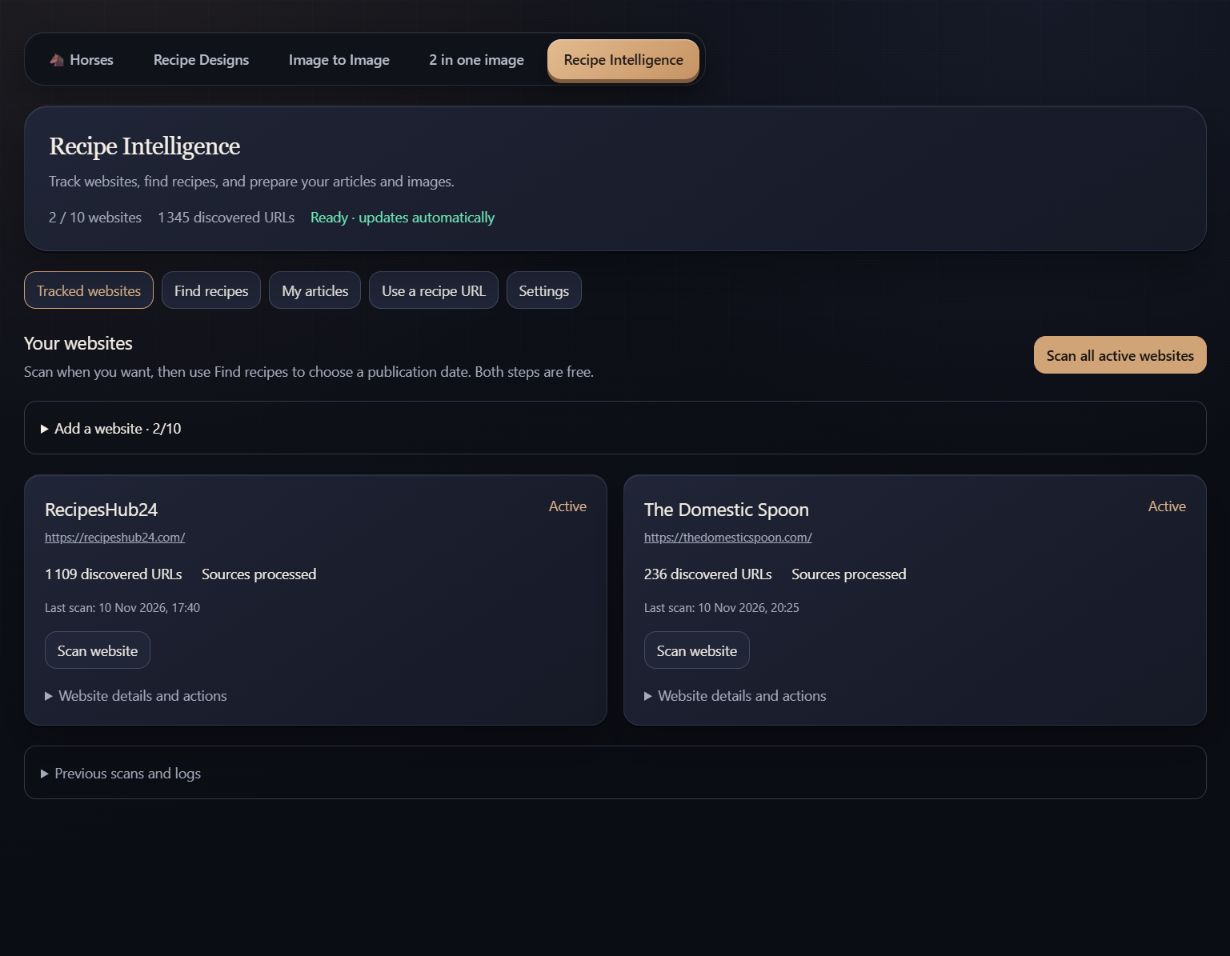 🐴 Horses Recipe Designs Image to Image 2 in one image Recipe Intelligence
Recipe Intelligence
Track websites, find recipes, and prepare your articles and images.
2 / 10 websites 1 345 discovered URLs Ready · updates automatically
Tracked websites Find recipes My articles Use a recipe URL Settings
Your websites
Scan when you want, then use Find recipes to choose a publication date. Both steps are free.
Scan all active websites
▶ Add a website · 2/10
RecipesHub24 Active
https://recipeshub24.com/
1 109 discovered URLs Sources processed
Last scan: 10 Nov 2026, 17:40
Scan website
▶ Website details and actions
The Domestic Spoon Active
https://thedomesticspoon.com/
236 discovered URLs Sources processed
Last scan: 10 Nov 2026, 20:25
Scan website
▶ Website details and actions
▶ Previous scans and logs